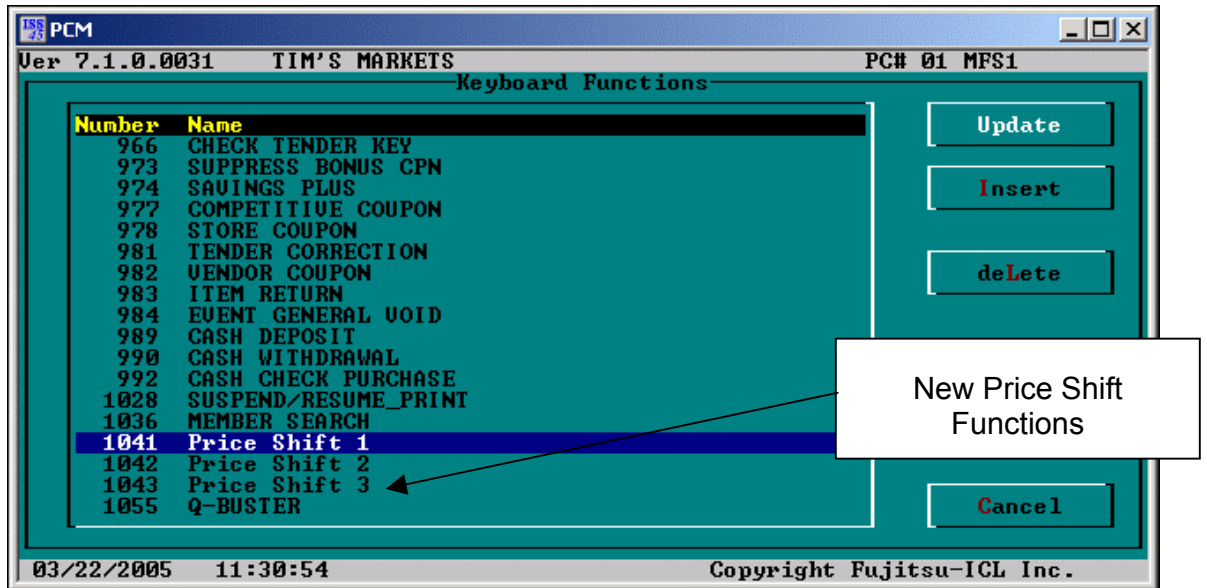 ISS 45 PCM
Ver 7.1.0.0031 TIM'S MARKETS PC# 01 MFS1
Keyboard Functions
Number Name
966 CHECK TENDER KEY
973 SUPPRESS BONUS CPN
974 SAVINGS PLUS
977 COMPETITIVE COUPON
978 STORE COUPON
981 TENDER CORRECTION
982 VENDOR COUPON
983 ITEM RETURN
984 EVENT GENERAL VOID
989 CASH DEPOSIT
990 CASH WITHDRAWAL
992 CASH CHECK PURCHASE
1028 SUSPEND/RESUME_PRINT
1036 MEMBER SEARCH
1041 Price Shift 1
1042 Price Shift 2
1043 Price Shift 3
1055 Q-BUSTER
Update
Insert
deLete
New Price Shift
Functions
Cancel
03/22/2005 11:30:54 Copyright Fujitsu-ICL Inc.